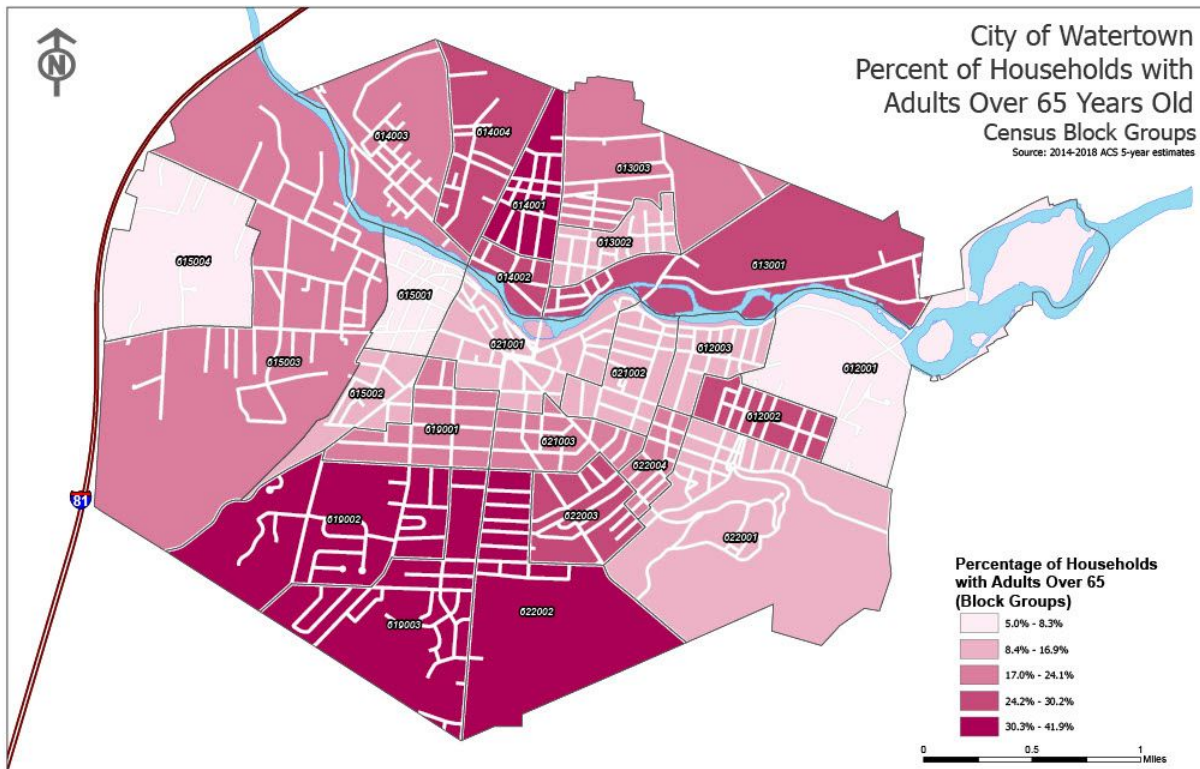 N
City of Watertown
Percent of Households with
Adults Over 65 Years Old
Census Block Groups
Source: 2014-2018 ACS 5-year estimates
614003
614004
613003
614001
613002
615004
613001
614002
615001
621001
612003
615003
621002
612001
615002
612002
619001
621003
622004
81
619002
622003
622001
622002
619003
Percentage of Households
with Adults Over 65
(Block Groups)
5.0% - 8.3%
8.4% - 16.9%
17.0% - 24.1%
24.2% - 30.2%
30.3% - 41.9%
0 0.5 1
Miles